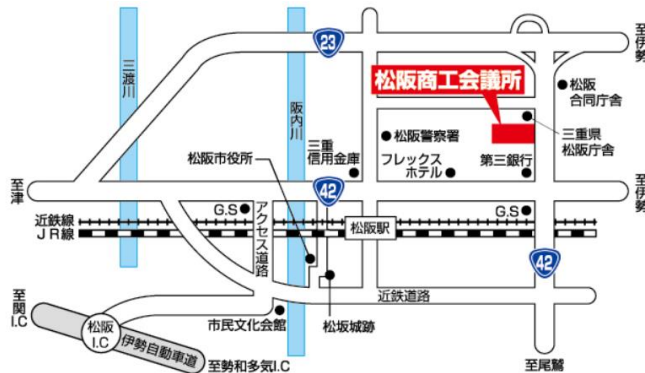 至伊勢
23
三渡川
阪内川
松阪商工会議所
松阪
合同庁舎
三重
信用金庫
松阪警察署
三重県
松阪庁舎
松阪市役所
フレックス
ホテル
第三銀行
至津
42
至伊勢
G.S
アクセス道路
G.S
近鉄線
JR線
松阪駅
42
至関I.C
近鉄道路
松阪
I.C
市民文化会館
松坂城跡
伊勢自動車道
至勢和多気I.C
至尾鷲